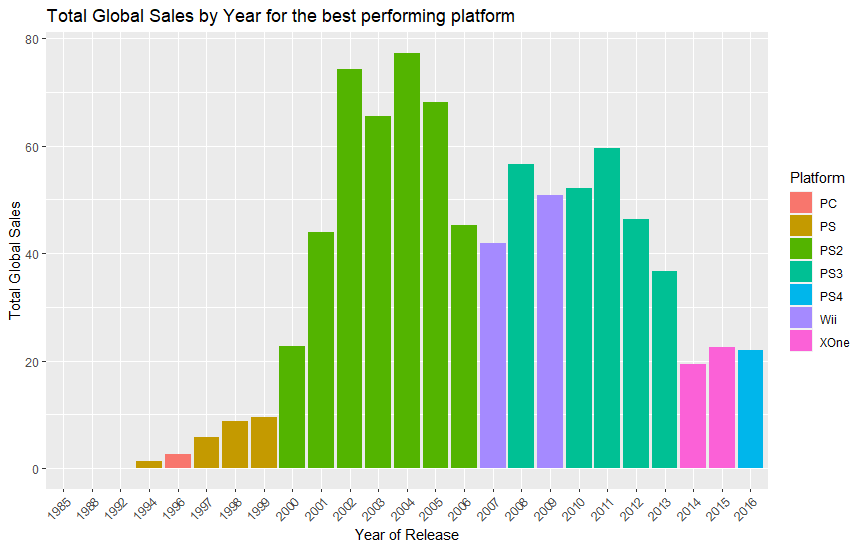 Total Global Sales by Year for the best performing platform
80
60
40
20
0
Total Global Sales
1985 1988 1992 1994 1996 1997 1998 1999 2000 2001 2002 2003 2004 2005 2006 2007 2008 2009 2010 2011 2012 2013 2014 2015 2016
Year of Release
Platform
PC
PS
PS2
PS3
PS4
Wii
XOne